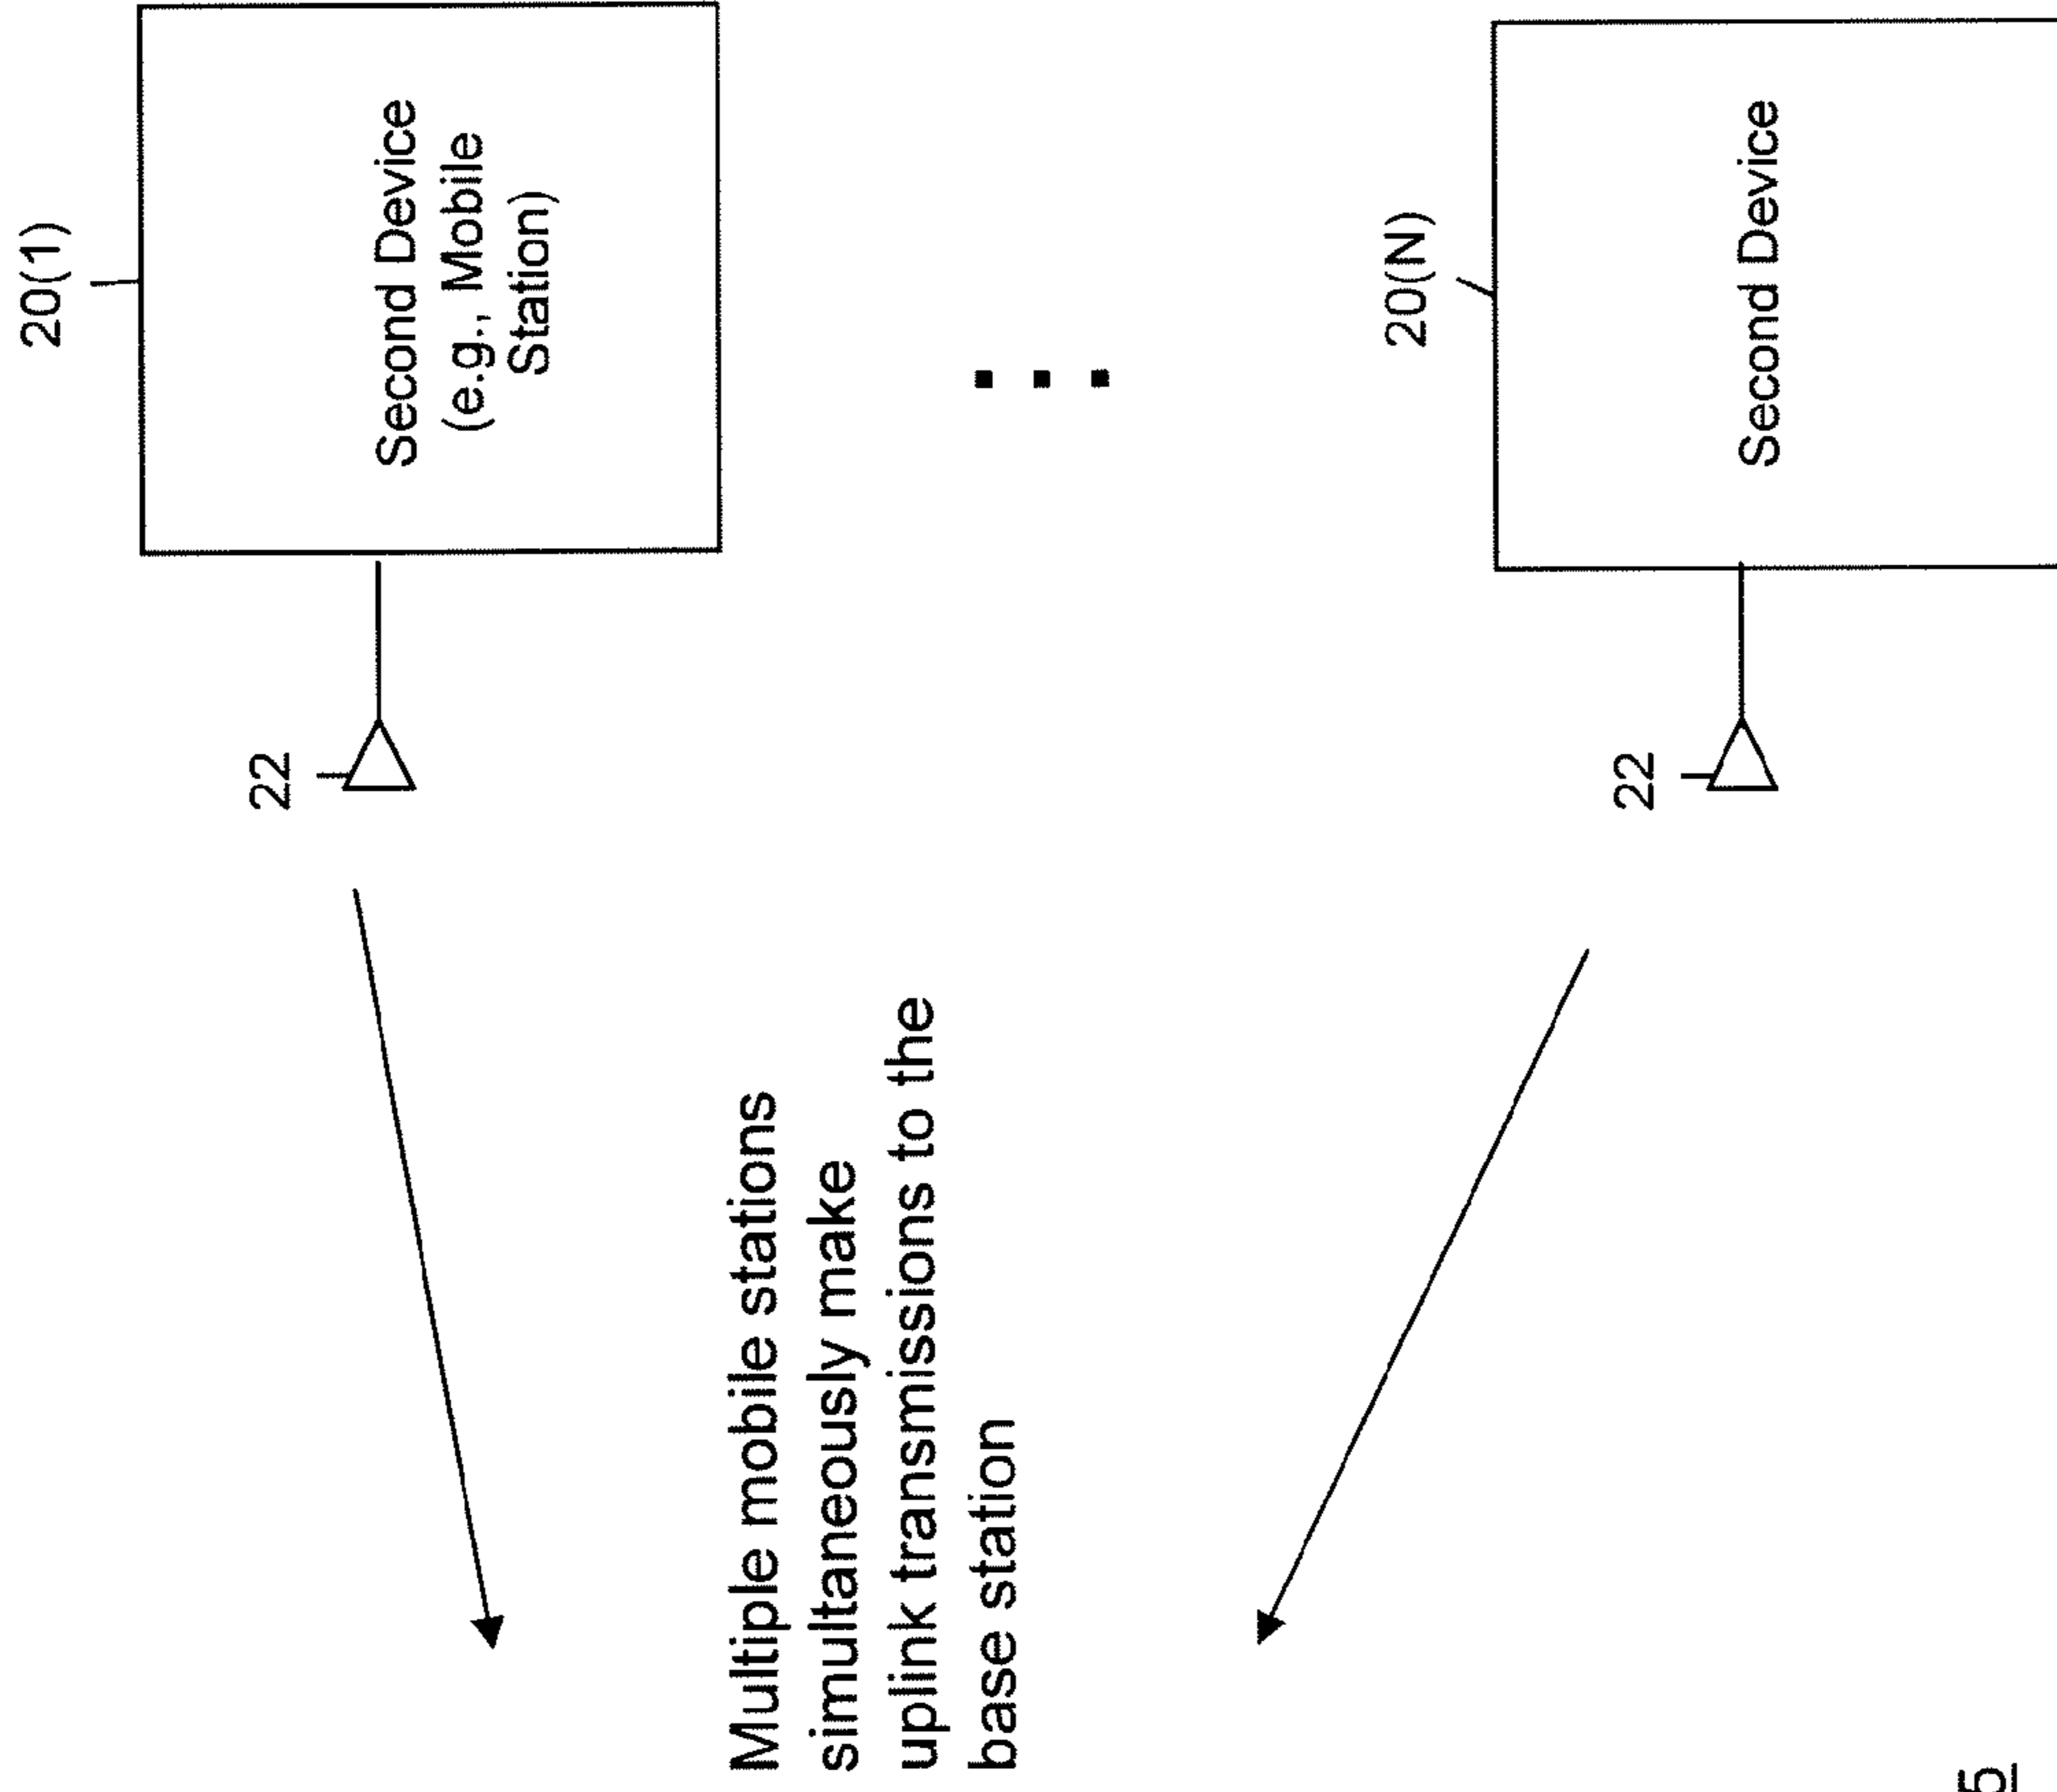 20(1)
Second Device
(e.g., Mobile
Station)
22
Multiple mobile stations
simultaneously make
uplink transmissions to the
base station
20(N)
Second Device
22
5